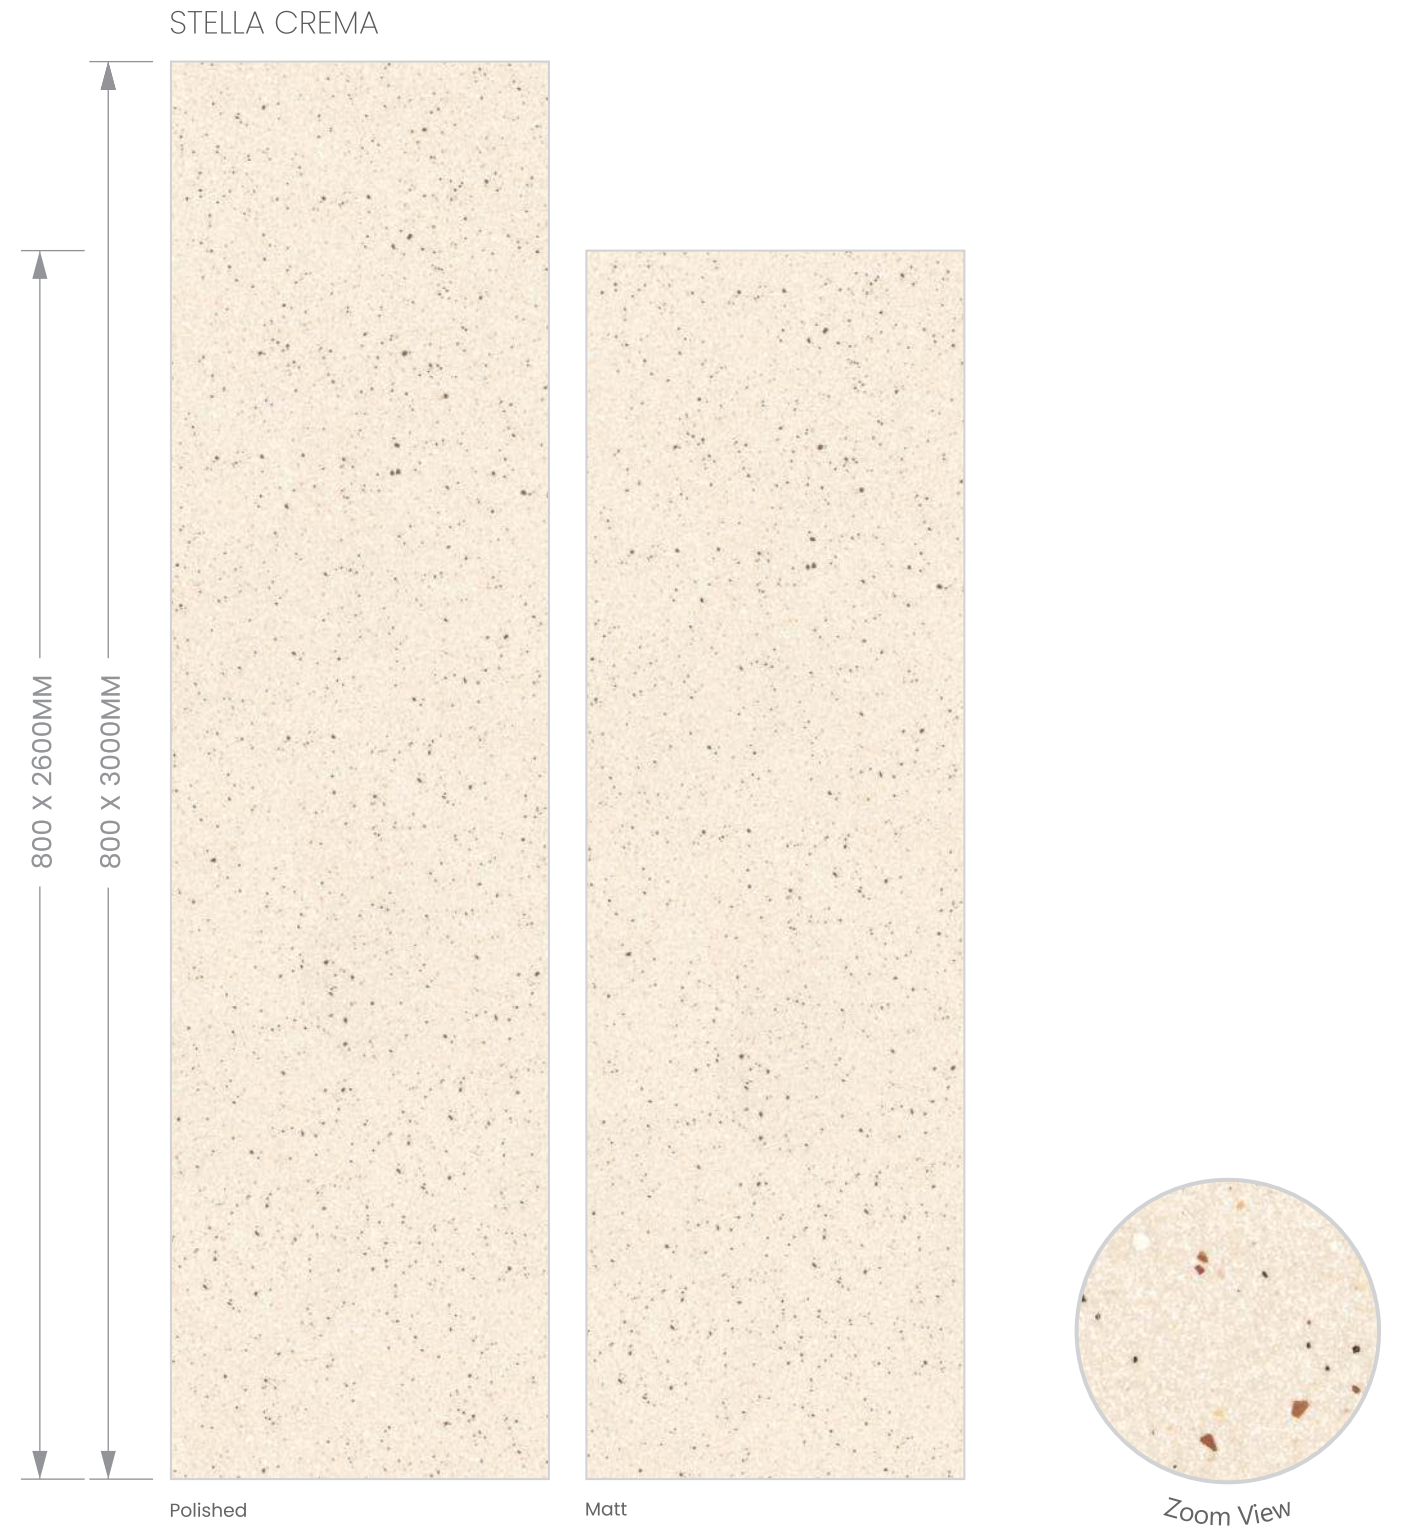 STELLA CREMA
800 X 2600MM
800 X 3000MM
Polished
Matt
Zoom View